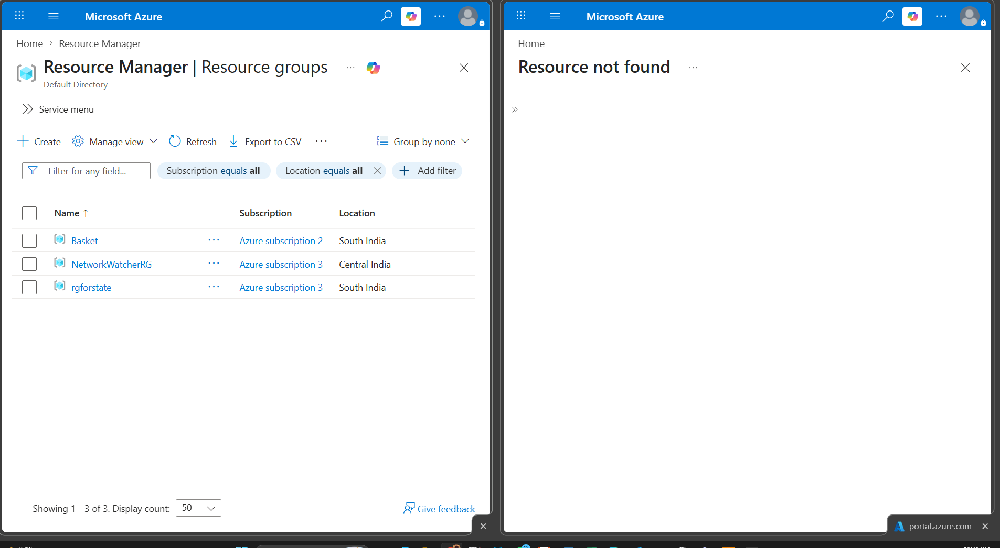 Microsoft Azure
Home > Resource Manager
Resource Manager | Resource groups ...
Default Directory
Service menu
Create Manage view Refresh Export to CSV ... Group by none
Filter for any field... Subscription equals all Location equals all Add filter
Name ↑ Subscription Location
Basket ... Azure subscription 2 South India
NetworkWatcherRG ... Azure subscription 3 Central India
rgforstate ... Azure subscription 3 South India
Showing 1 - 3 of 3. Display count: 50
Give feedback
Microsoft Azure
Home
Resource not found ...
portal.azure.com